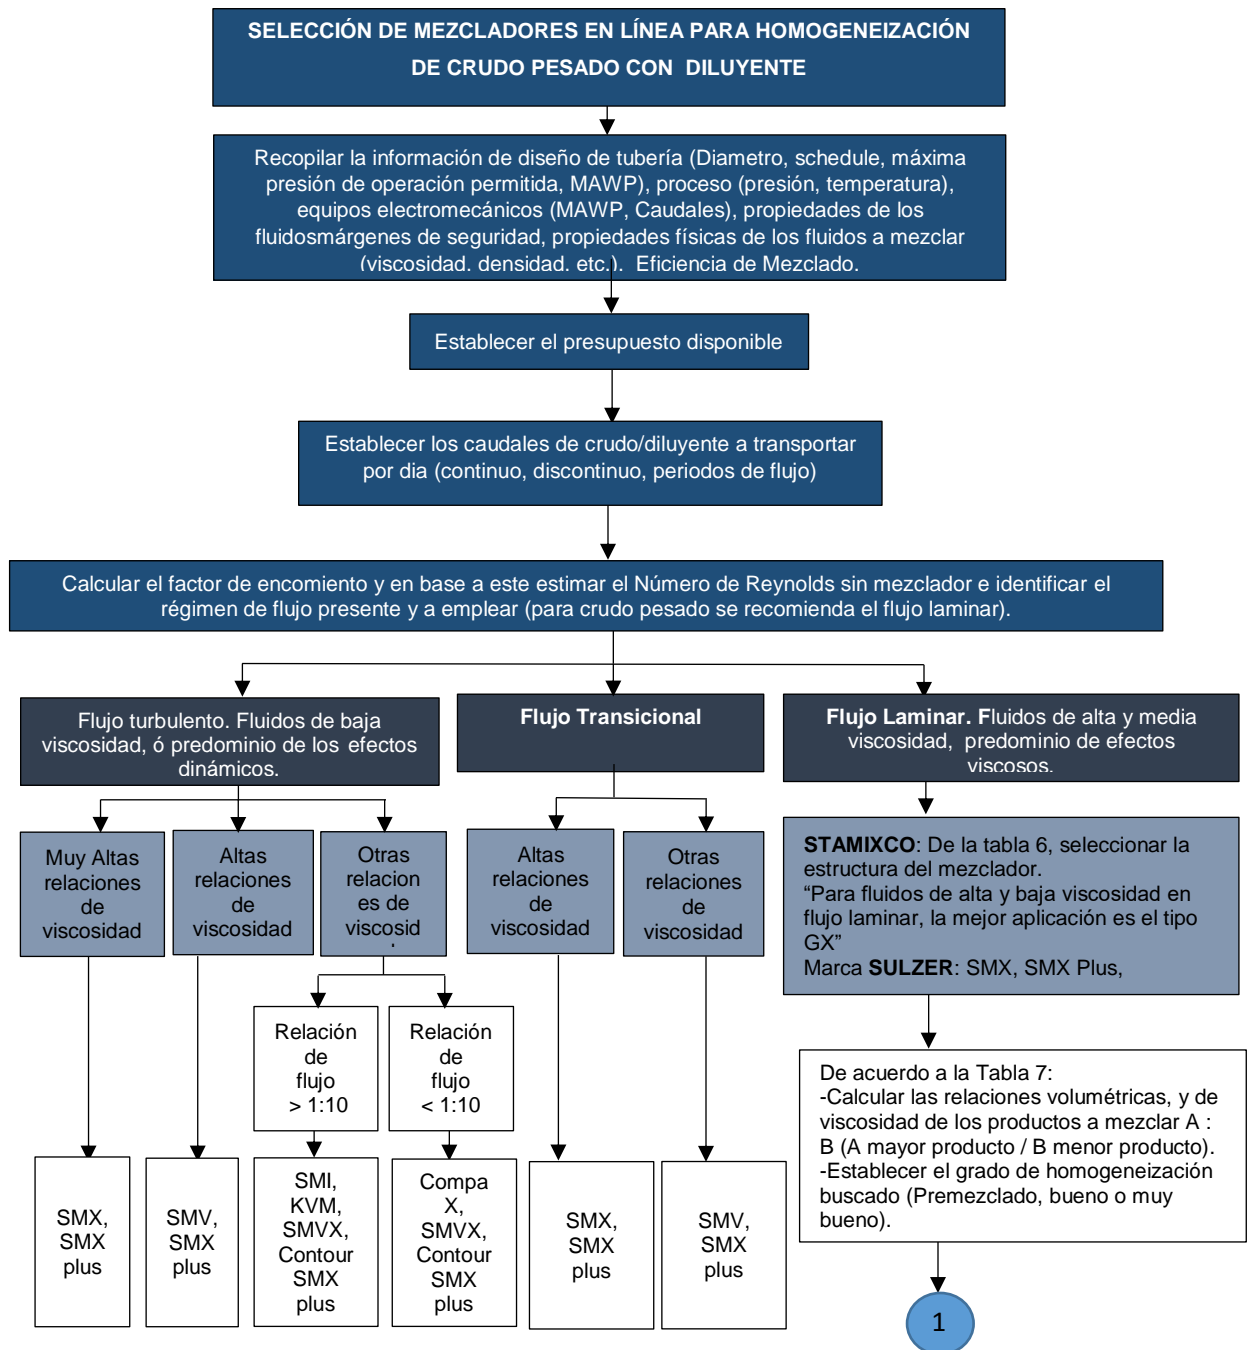 SELECCIÓN DE MEZCLADORES EN LÍNEA PARA HOMOGENEIZACIÓN
DE CRUDO PESADO CON DILUYENTE
Recopilar la información de diseño de tubería (Diametro, schedule, máxima
presión de operación permitida, MAWP), proceso (presión, temperatura),
equipos electromecánicos (MAWP, Caudales), propiedades de los
fluidosmárgenes de seguridad, propiedades físicas de los fluidos a mezclar
(viscosidad. densidad. etc.). Eficiencia de Mezclado.
Establecer el presupuesto disponible
Establecer los caudales de crudo/diluyente a transportar
por dia (continuo, discontinuo, periodos de flujo)
Calcular el factor de encomiento y en base a este estimar el Número de Reynolds sin mezclador e identificar el
régimen de flujo presente y a emplear (para crudo pesado se recomienda el flujo laminar).
Flujo turbulento. Fluidos de baja
viscosidad, ó predominio de los efectos
dinámicos.
Flujo Transicional
Flujo Laminar. Fluidos de alta y media
viscosidad, predominio de efectos
viscosos.
Muy Altas
relaciones
de
viscosidad
Altas
relaciones
de
viscosidad
Otras
relacion
es de
viscosid
Altas
relaciones
de
viscosidad
Otras
relaciones
de
viscosidad
STAMIXCO: De la tabla 6, seleccionar la
estructura del mezclador.
“Para fluidos de alta y baja viscosidad en
flujo laminar, la mejor aplicación es el tipo
GX”
Marca SULZER: SMX, SMX Plus,
Relación
de
flujo
> 1:10
Relación
de
flujo
< 1:10
De acuerdo a la Tabla 7:
-Calcular las relaciones volumétricas, y de
viscosidad de los productos a mezclar A :
B (A mayor producto / B menor producto).
-Establecer el grado de homogeneización
buscado (Premezclado, bueno o muy
bueno).
SMX,
SMX
plus
SMV,
SMX
plus
SMI,
KVM,
SMVX,
Contour
SMX
plus
Compa
X,
SMVX,
Contour
SMX
plus
SMX,
SMX
plus
SMV,
SMX
plus
1